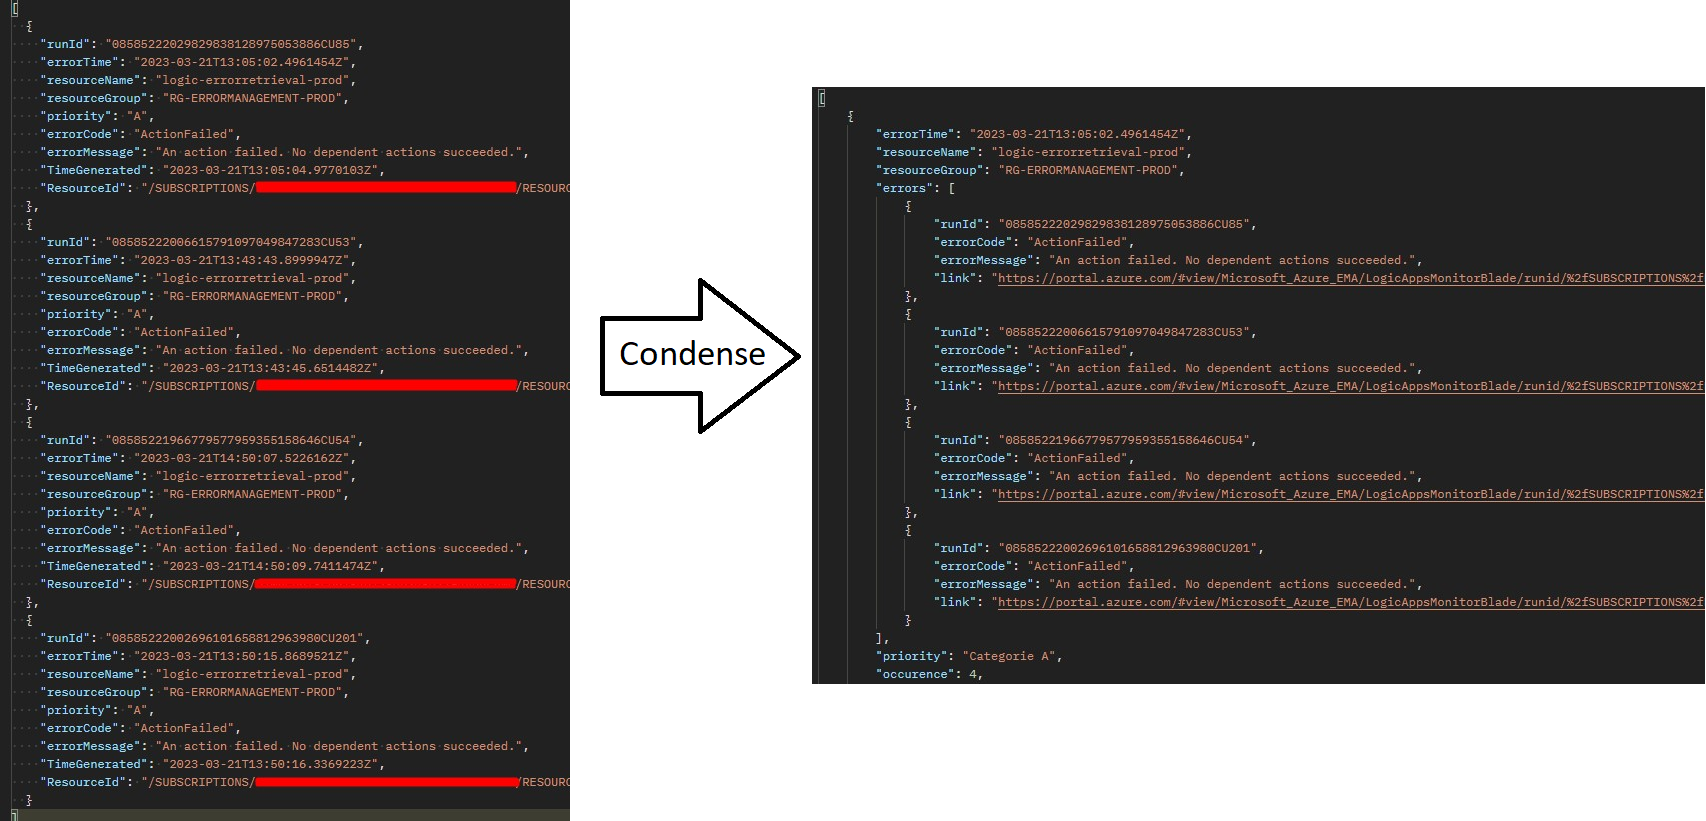 [
{
"runId": "08585222029829838128975053886CU85",
"errorTime": "2023-03-21T13:05:02.4961454Z",
"resourceName": "logic-errorretrieval-prod",
"resourceGroup": "RG-ERRORMANAGEMENT-PROD",
"priority": "A",
"errorCode": "ActionFailed",
"errorMessage": "An action failed. No dependent actions succeeded.",
"TimeGenerated": "2023-03-21T13:05:04.9770103Z",
"ResourceId": "/SUBSCRIPTIONS/ /RESOURC
},
{
"runId": "08585222006615791097049847283CU53",
"errorTime": "2023-03-21T13:43:43.8999947Z",
"resourceName": "logic-errorretrieval-prod",
"resourceGroup": "RG-ERRORMANAGEMENT-PROD",
"priority": "A",
"errorCode": "ActionFailed",
"errorMessage": "An action failed. No dependent actions succeeded.",
"TimeGenerated": "2023-03-21T13:43:45.6514482Z",
"ResourceId": "/SUBSCRIPTIONS/ /RESOURC
},
{
"runId": "08585221966779577959355158646CU54",
"errorTime": "2023-03-21T14:50:07.5226162Z",
"resourceName": "logic-errorretrieval-prod",
"resourceGroup": "RG-ERRORMANAGEMENT-PROD",
"priority": "A",
"errorCode": "ActionFailed",
"errorMessage": "An action failed. No dependent actions succeeded.",
"TimeGenerated": "2023-03-21T14:50:09.7411474Z",
"ResourceId": "/SUBSCRIPTIONS/ /RESOURC
},
{
"runId": "08585222002696101658812963980CU201",
"errorTime": "2023-03-21T13:50:15.8689521Z",
"resourceName": "logic-errorretrieval-prod",
"resourceGroup": "RG-ERRORMANAGEMENT-PROD",
"priority": "A",
"errorCode": "ActionFailed",
"errorMessage": "An action failed. No dependent actions succeeded.",
"TimeGenerated": "2023-03-21T13:50:16.3369223Z",
"ResourceId": "/SUBSCRIPTIONS/ /RESOURC
}
]
Condense
[
{
"errorTime": "2023-03-21T13:05:02.4961454Z",
"resourceName": "logic-errorretrieval-prod",
"resourceGroup": "RG-ERRORMANAGEMENT-PROD",
"errors": [
{
"runId": "08585222029829838128975053886CU85",
"errorCode": "ActionFailed",
"errorMessage": "An action failed. No dependent actions succeeded.",
"link": "https://portal.azure.com/#view/Microsoft_Azure_EMA/LogicAppsMonitorBlade/runid/%2fSUBSCRIPTIONS%2f
},
{
"runId": "08585222006615791097049847283CU53",
"errorCode": "ActionFailed",
"errorMessage": "An action failed. No dependent actions succeeded.",
"link": "https://portal.azure.com/#view/Microsoft_Azure_EMA/LogicAppsMonitorBlade/runid/%2fSUBSCRIPTIONS%2f
},
{
"runId": "08585221966779577959355158646CU54",
"errorCode": "ActionFailed",
"errorMessage": "An action failed. No dependent actions succeeded.",
"link": "https://portal.azure.com/#view/Microsoft_Azure_EMA/LogicAppsMonitorBlade/runid/%2fSUBSCRIPTIONS%2f
},
{
"runId": "08585222002696101658812963980CU201",
"errorCode": "ActionFailed",
"errorMessage": "An action failed. No dependent actions succeeded.",
"link": "https://portal.azure.com/#view/Microsoft_Azure_EMA/LogicAppsMonitorBlade/runid/%2fSUBSCRIPTIONS%2f
}
],
"priority": "Categorie A",
"occurence": 4,